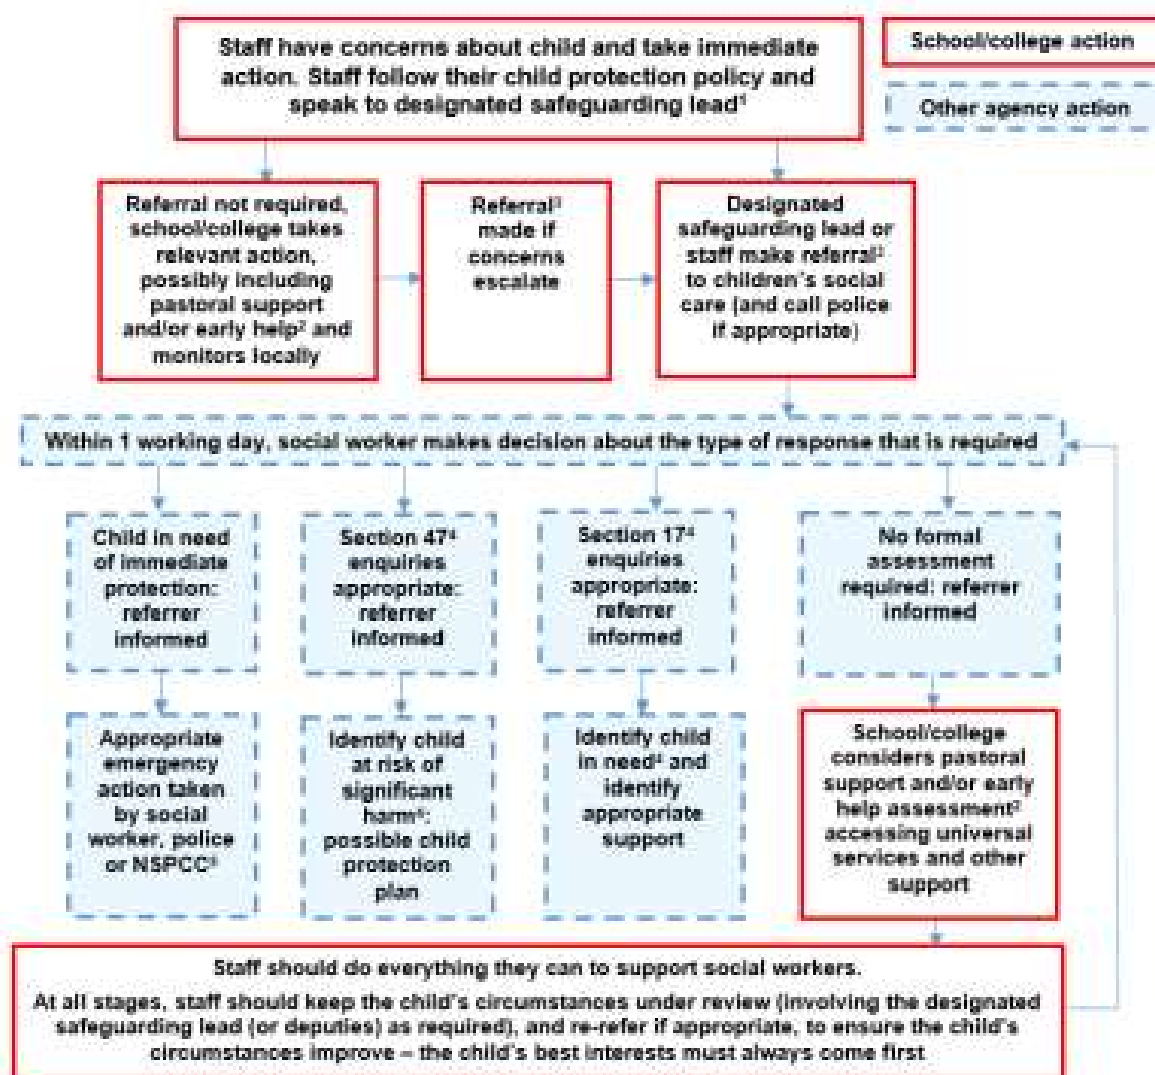 Staff have concerns about child and take immediate
action. Staff follow their child protection policy and
speak to designated safeguarding lead¹
School/college action
Other agency action
Referral not required,
school/college takes
relevant action,
possibly including
pastoral support
and/or early help² and
monitors locally
Referral³
made if
concerns
escalate
Designated
safeguarding lead or
staff make referral³
to children's social
care (and call police
if appropriate)
Within 1 working day, social worker makes decision about the type of response that is required
Child in need
of immediate
protection:
referrer
informed
Section 47⁴
enquiries
appropriate:
referrer
informed
Section 17⁴
enquiries
appropriate:
referrer
informed
No formal
assessment
required: referrer
informed
Appropriate
emergency
action taken
by social
worker, police
or NSPCC⁵
Identify child
at risk of
significant
harm⁴:
possible child
protection
plan
Identify child
in need⁴ and
identify
appropriate
support
School/college
considers pastoral
support and/or early
help assessment²
accessing universal
services and other
support
Staff should do everything they can to support social workers.
At all stages, staff should keep the child's circumstances under review (involving the designated
safeguarding lead (or deputies) as required), and re-refer if appropriate, to ensure the child's
circumstances improve – the child's best interests must always come first